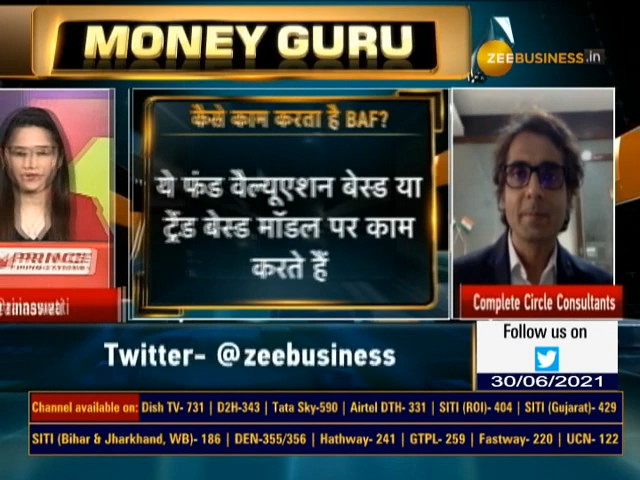 MONEY GURU
ZEEBUSINESS.in
कैसे काम करता है BAF?
ये फंड वैल्यूएशन बेस्ड या
ट्रेंड बेस्ड मॉडल पर काम
करते हैं
PRINCE
Complete Circle Consultants
Twitter- @zeebusiness
Follow us on
30/06/2021
Channel available on: Dish TV- 731 | D2H-343 | Tata Sky-590 | Airtel DTH- 331 | SITI (ROI)- 404 | SITI (Gujarat)- 429
SITI (Bihar & Jharkhand, WB)- 186 | DEN-355/356 | Hathway- 241 | GTPL- 259 | Fastway- 220 | UCN- 122